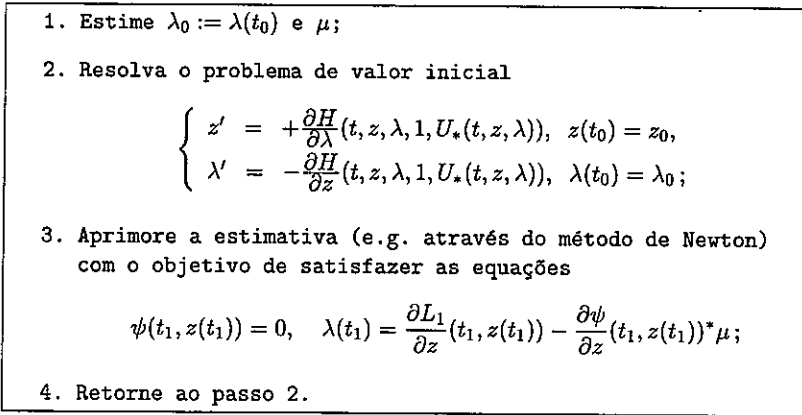 1. Estime λ₀ := λ(t₀) e μ;
2. Resolva o problema de valor inicial
{ z′ = +∂H/∂λ(t, z, λ, 1, U∗(t, z, λ)), z(t₀) = z₀,
λ′ = −∂H/∂z(t, z, λ, 1, U∗(t, z, λ)), λ(t₀) = λ₀;
3. Aprimore a estimativa (e.g. através do método de Newton)
com o objetivo de satisfazer as equações
ψ(t₁, z(t₁)) = 0, λ(t₁) = ∂L₁/∂z(t₁, z(t₁)) − ∂ψ/∂z(t₁, z(t₁))*μ;
4. Retorne ao passo 2.